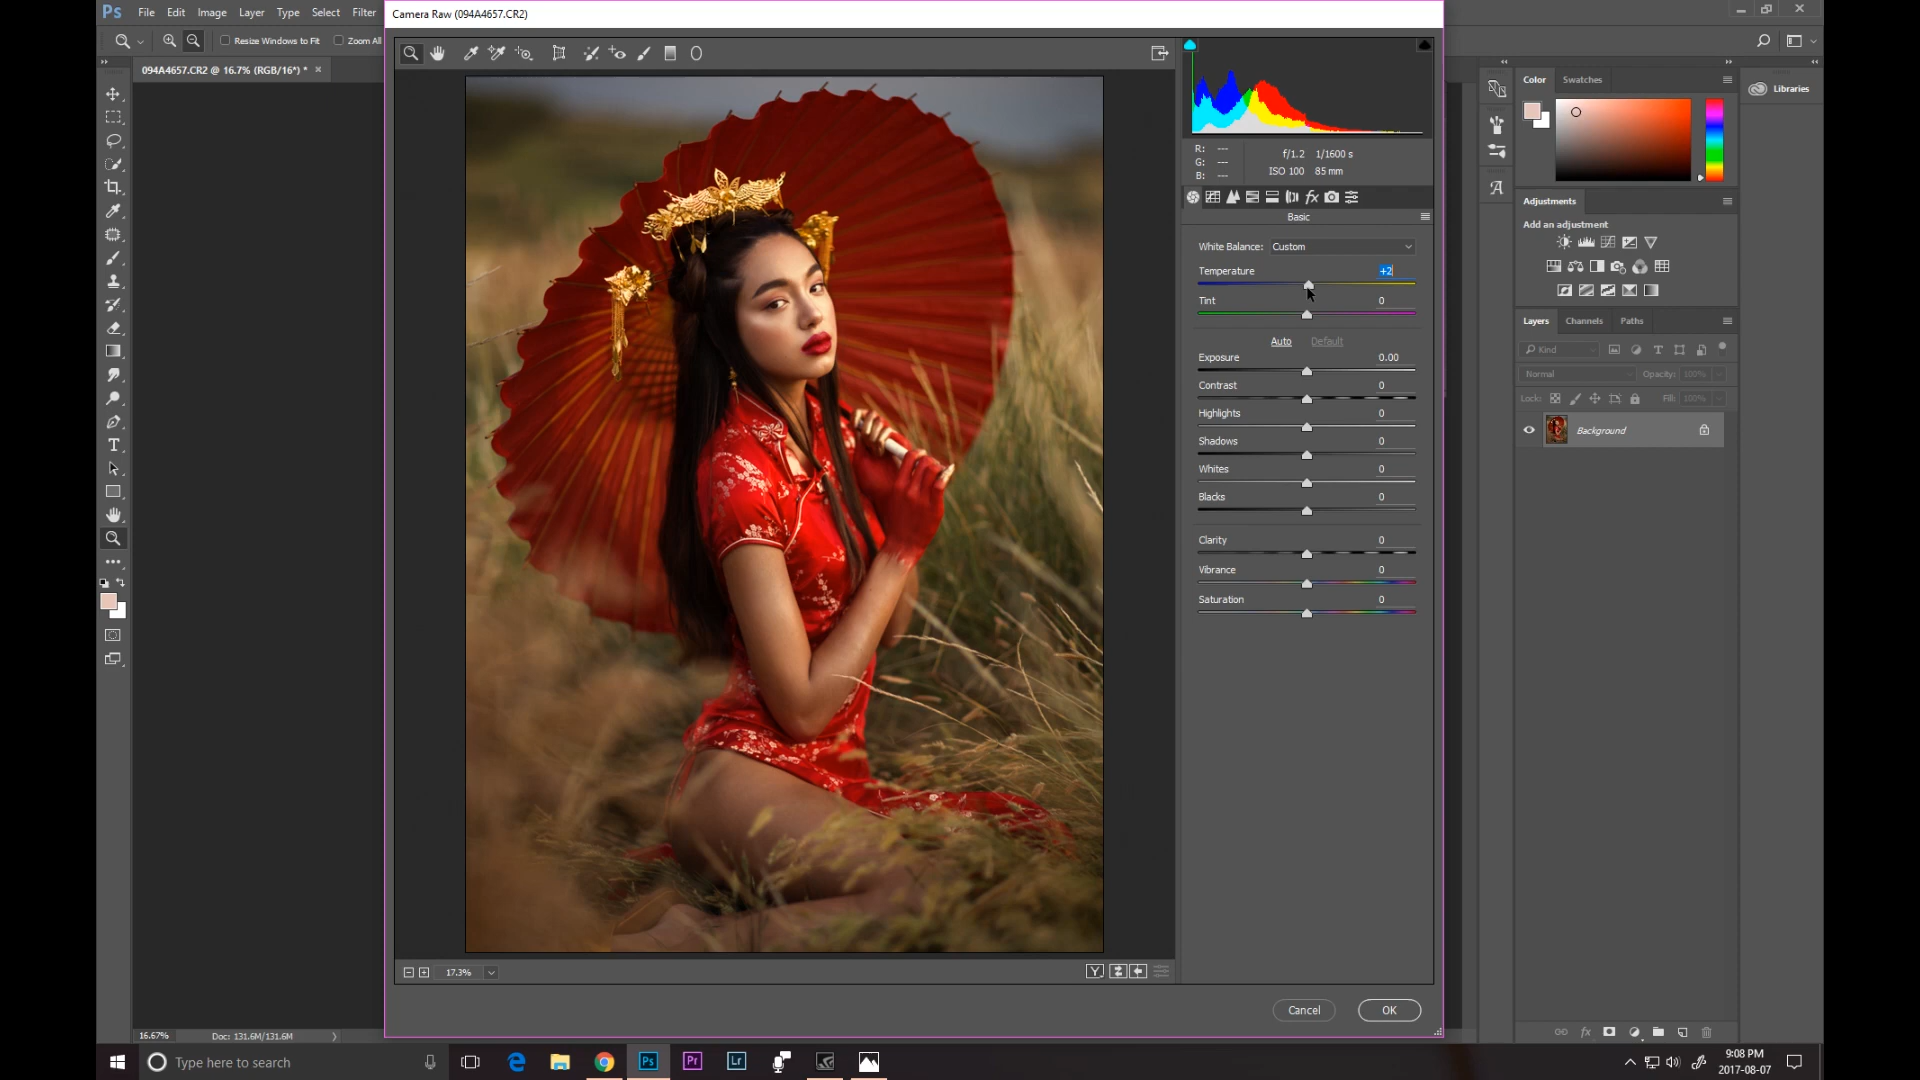 Ps File Edit Image Layer Type Select Filter
Camera Raw (094A4657.CR2)
Resize Windows to Fit Zoom All
094A4657.CR2 @ 16.7% (RGB/16*) * ×
R: ---
G: ---
B: ---
f/1.2 1/1600 s
ISO 100 85 mm
fx
Basic
White Balance: Custom
Temperature +2
Tint 0
Auto Default
Exposure 0.00
Contrast 0
Highlights 0
Shadows 0
Whites 0
Blacks 0
Clarity 0
Vibrance 0
Saturation 0
17.3%
Y
Cancel OK
Color Swatches
Libraries
Adjustments
Add an adjustment
Layers Channels Paths
Kind
Normal Opacity: 100%
Lock: Fill: 100%
Background
fx
16.67% Doc: 131.6M/131.6M
Type here to search
Ps Pr Lr
9:08 PM
2017-08-07